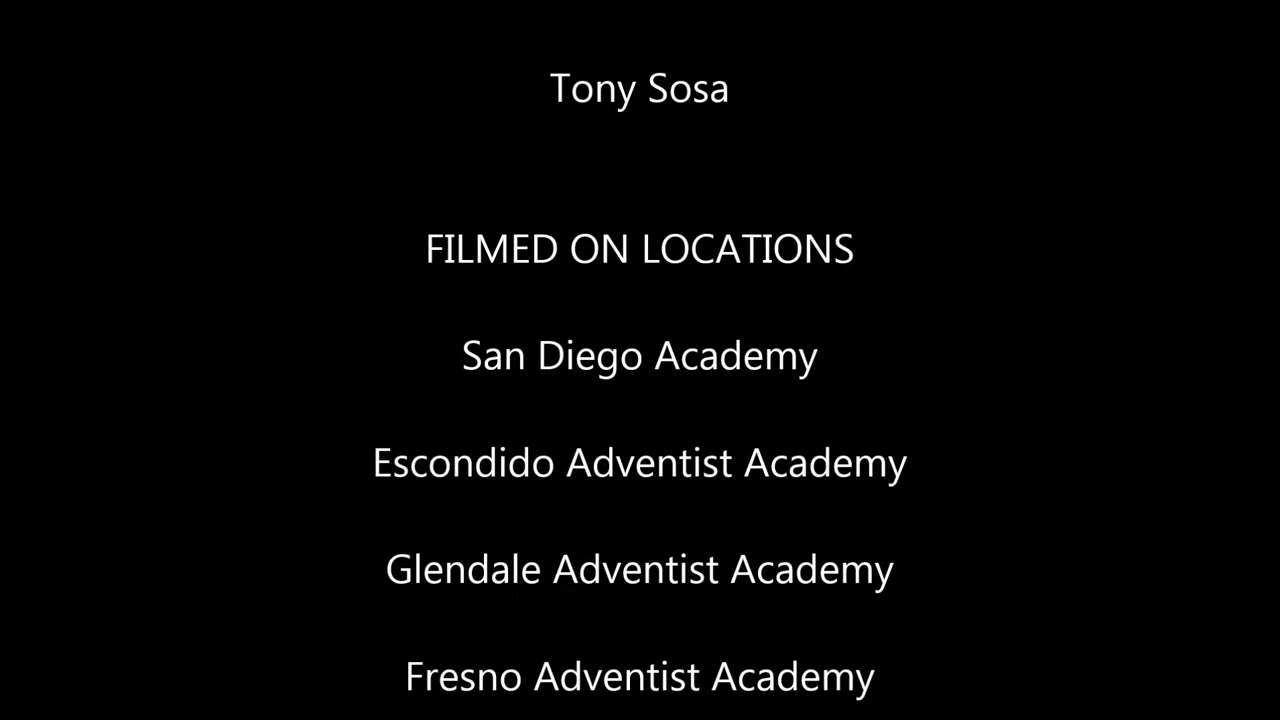 Tony Sosa
FILMED ON LOCATIONS
San Diego Academy
Escondido Adventist Academy
Glendale Adventist Academy
Fresno Adventist Academy